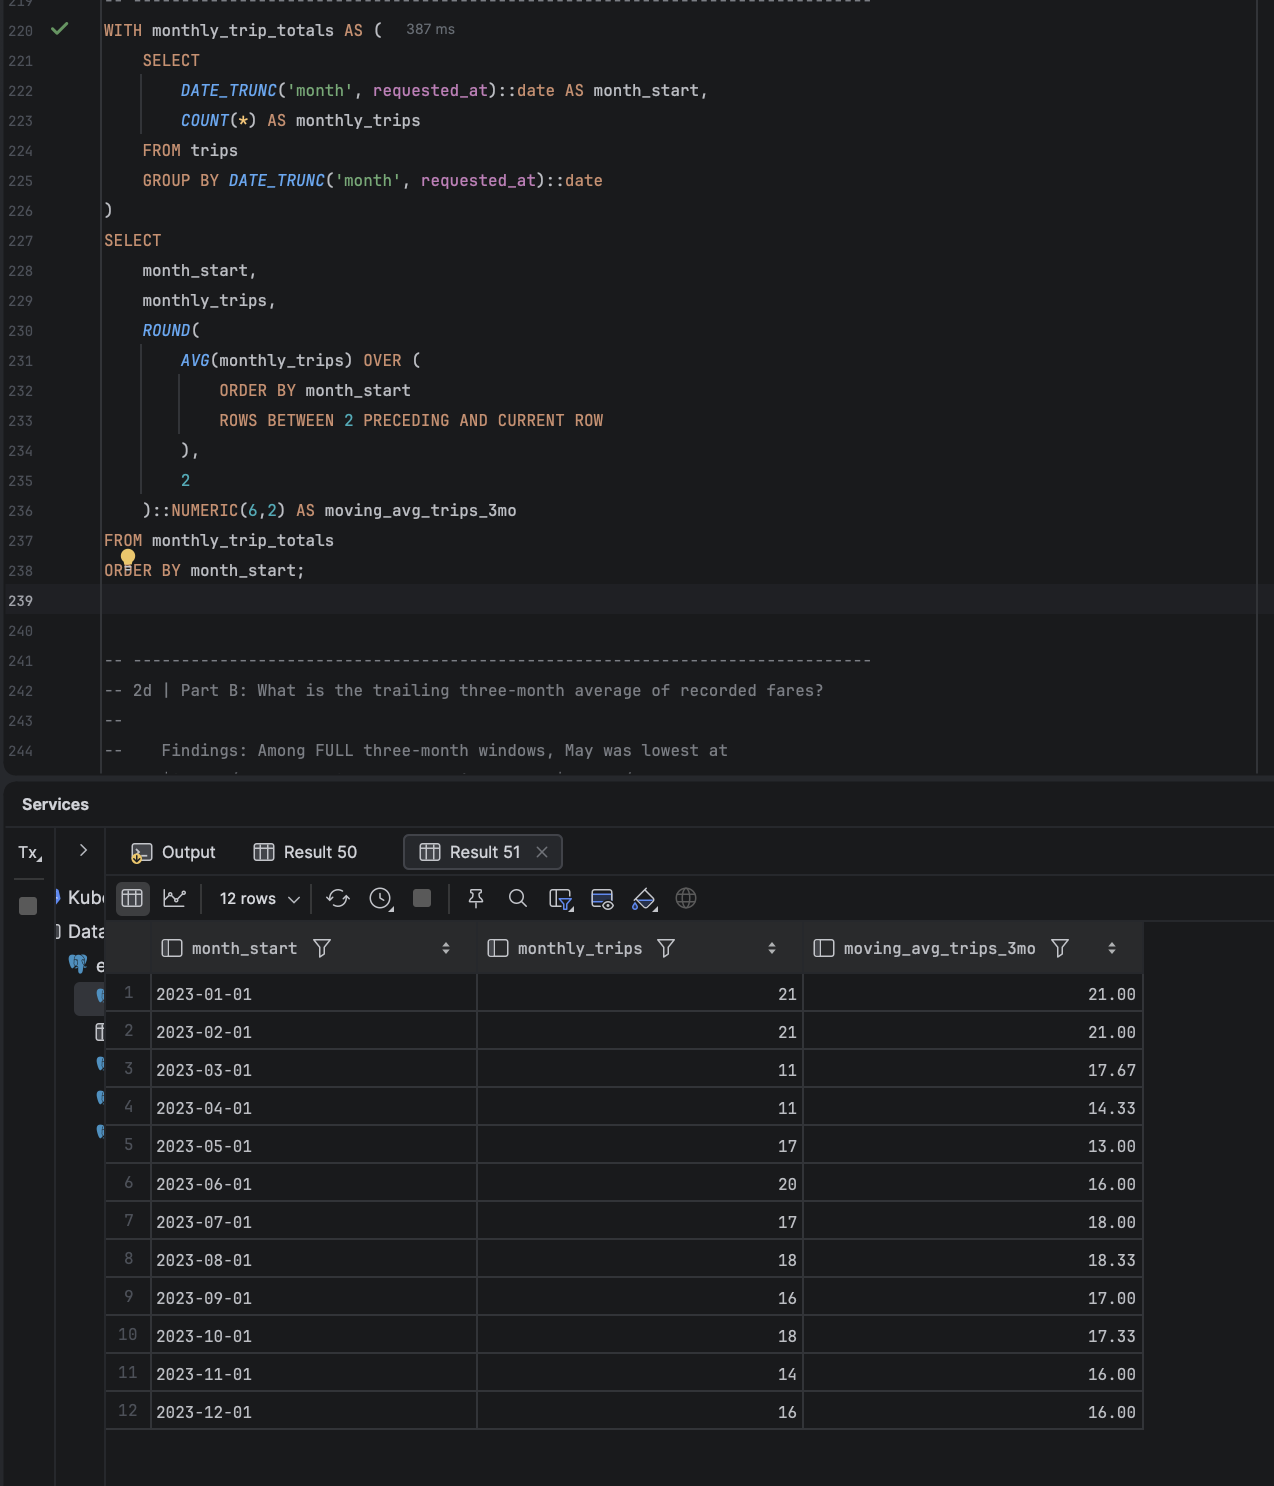 219 -- -----------------------------------------------------------------------------
220 WITH monthly_trip_totals AS ( 387 ms
221 SELECT
222 DATE_TRUNC('month', requested_at)::date AS month_start,
223 COUNT(*) AS monthly_trips
224 FROM trips
225 GROUP BY DATE_TRUNC('month', requested_at)::date
226 )
227 SELECT
228 month_start,
229 monthly_trips,
230 ROUND(
231 AVG(monthly_trips) OVER (
232 ORDER BY month_start
233 ROWS BETWEEN 2 PRECEDING AND CURRENT ROW
234 ),
235 2
236 )::NUMERIC(6,2) AS moving_avg_trips_3mo
237 FROM monthly_trip_totals
238 ORDER BY month_start;
239
240
241 -- -----------------------------------------------------------------------------
242 -- 2d | Part B: What is the trailing three-month average of recorded fares?
243 --
244 -- Findings: Among FULL three-month windows, May was lowest at
Services
Tx
Output Result 50 Result 51
12 rows
Kube
Data
e
month_start monthly_trips moving_avg_trips_3mo
1 2023-01-01 21 21.00
2 2023-02-01 21 21.00
3 2023-03-01 11 17.67
4 2023-04-01 11 14.33
5 2023-05-01 17 13.00
6 2023-06-01 20 16.00
7 2023-07-01 17 18.00
8 2023-08-01 18 18.33
9 2023-09-01 16 17.00
10 2023-10-01 18 17.33
11 2023-11-01 14 16.00
12 2023-12-01 16 16.00